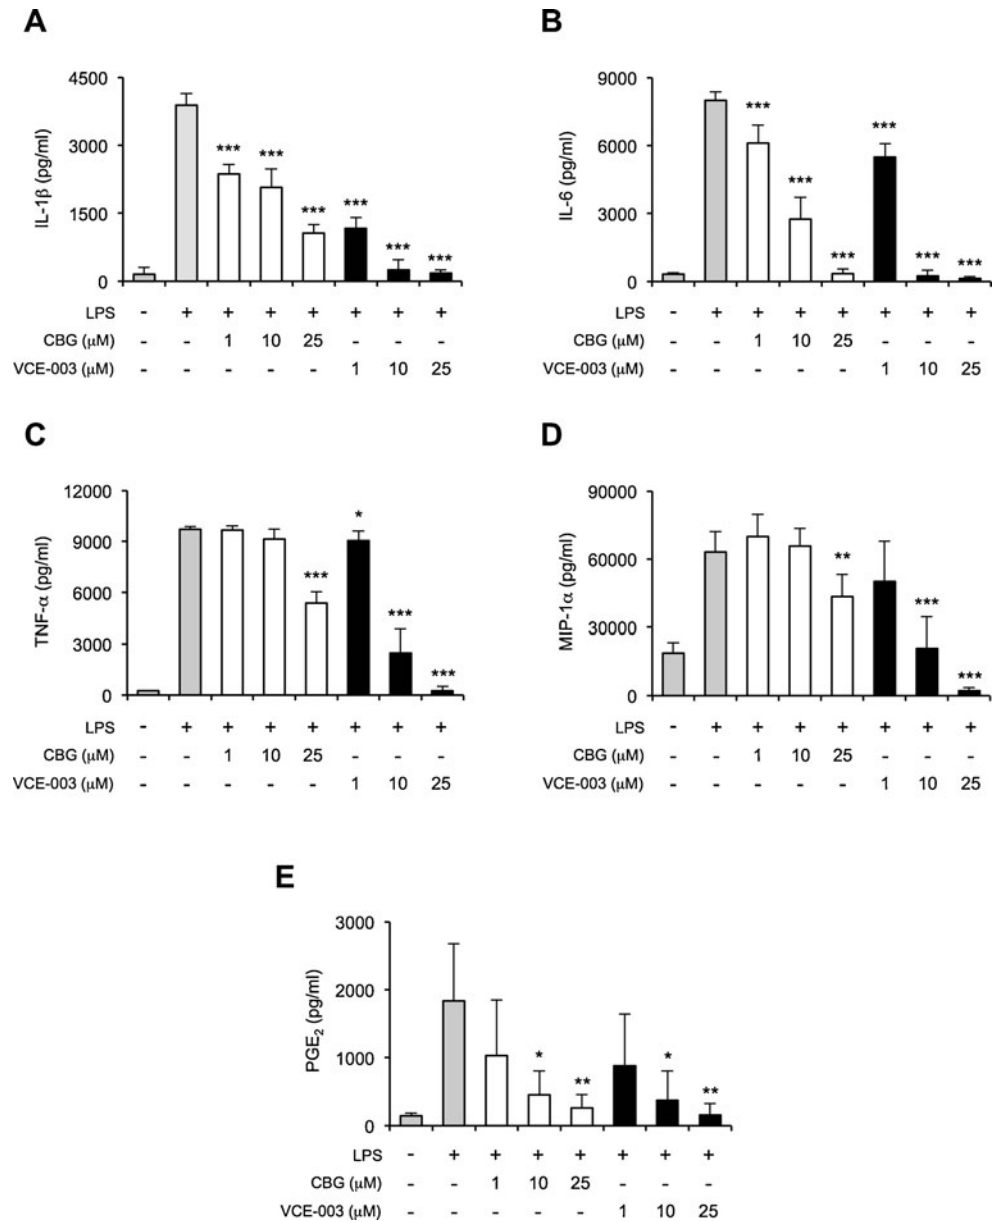 A
IL-1β (pg/ml)
4500
3000
1500
0
*** *** *** *** *** ***
LPS - + + + + + + +
CBG (μM) - - 1 10 25 - - -
VCE-003 (μM) - - - - - 1 10 25
B
IL-6 (pg/ml)
9000
6000
3000
0
*** *** *** *** *** ***
LPS - + + + + + + +
CBG (μM) - - 1 10 25 - - -
VCE-003 (μM) - - - - - 1 10 25
C
TNF-α (pg/ml)
12000
9000
6000
3000
0
*** * *** ***
LPS - + + + + + + +
CBG (μM) - - 1 10 25 - - -
VCE-003 (μM) - - - - - 1 10 25
D
MIP-1α (pg/ml)
90000
60000
30000
0
** *** ***
LPS - + + + + + + +
CBG (μM) - - 1 10 25 - - -
VCE-003 (μM) - - - - - 1 10 25
E
PGE₂ (pg/ml)
3000
2000
1000
0
* ** * **
LPS - + + + + + + +
CBG (μM) - - 1 10 25 - - -
VCE-003 (μM) - - - - - 1 10 25